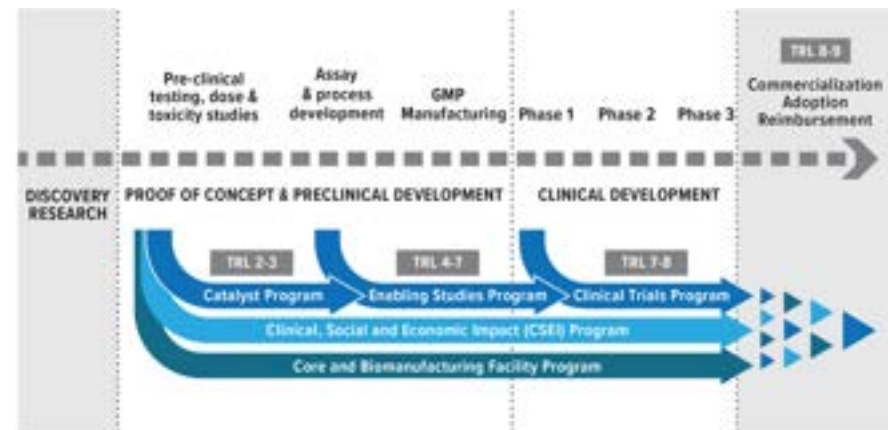 TRL 8-9
Commercialization
Adoption
Reimbursement
Pre-clinical
testing, dose &
toxicity studies
Assay
& process
development
GMP
Manufacturing
Phase 1
Phase 2
Phase 3
DISCOVERY
RESEARCH
PROOF OF CONCEPT & PRECLINICAL DEVELOPMENT
CLINICAL DEVELOPMENT
TRL 2-3
TRL 4-7
TRL 7-8
Catalyst Program
Enabling Studies Program
Clinical Trials Program
Clinical, Social and Economic Impact (CSEI) Program
Core and Biomanufacturing Facility Program